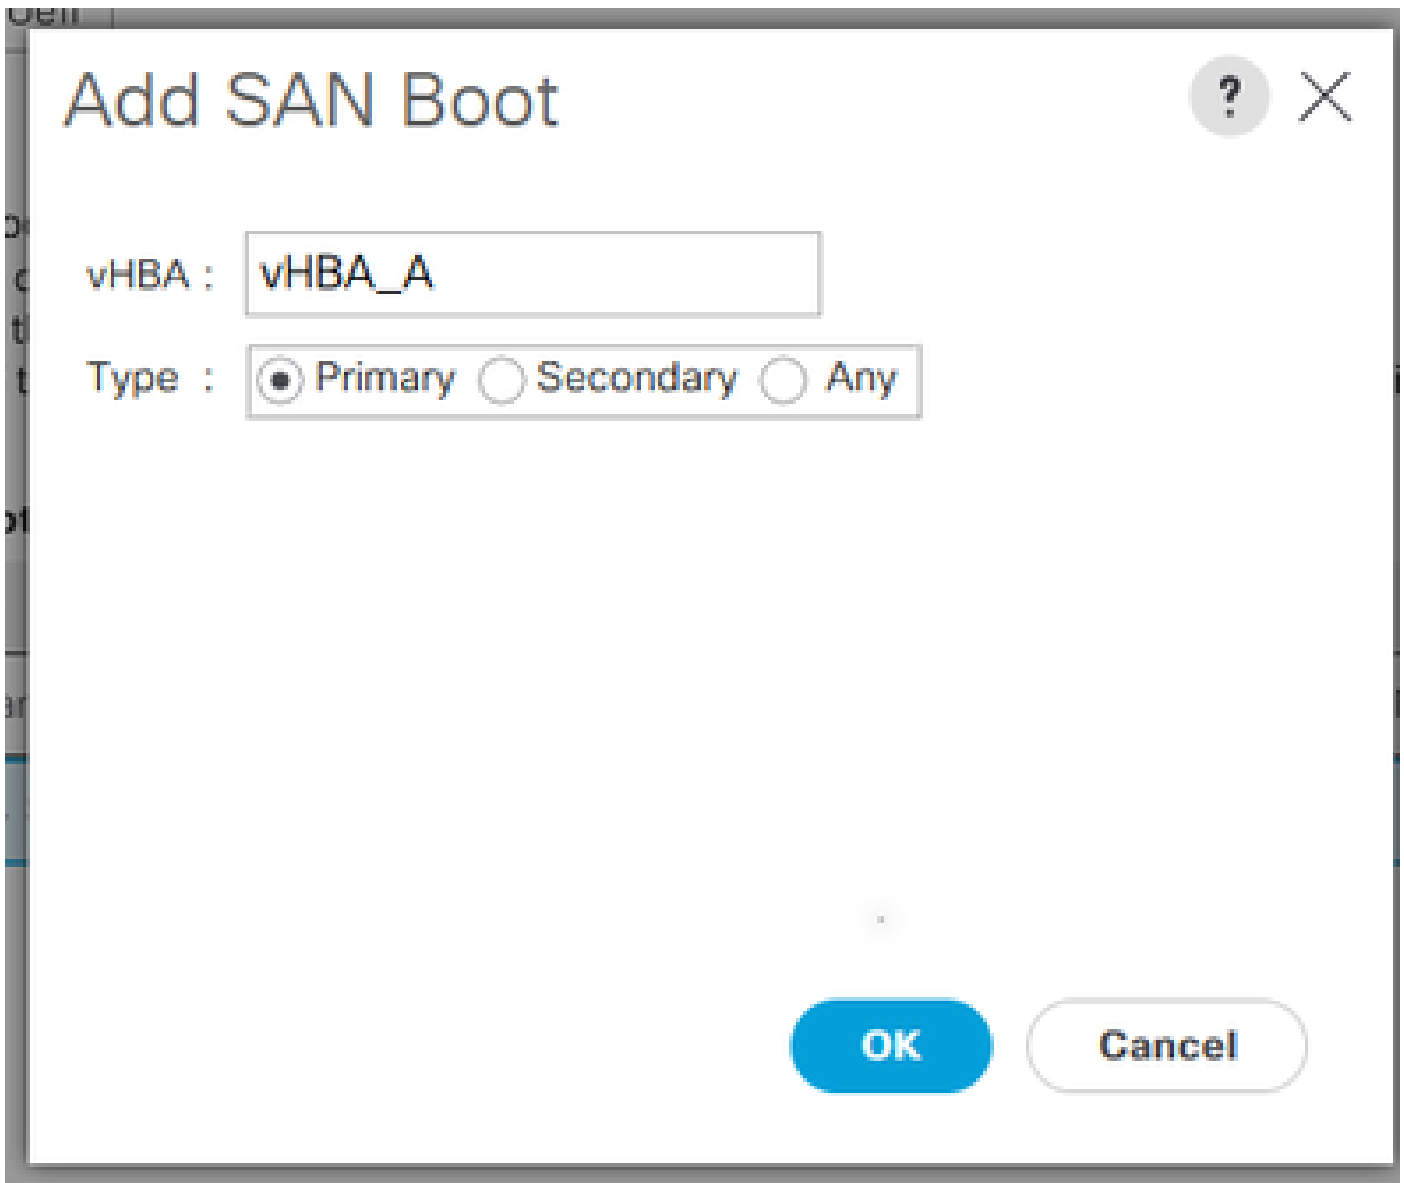 Add SAN Boot
?
vHBA : vHBA_A
Type : Primary Secondary Any
OK Cancel